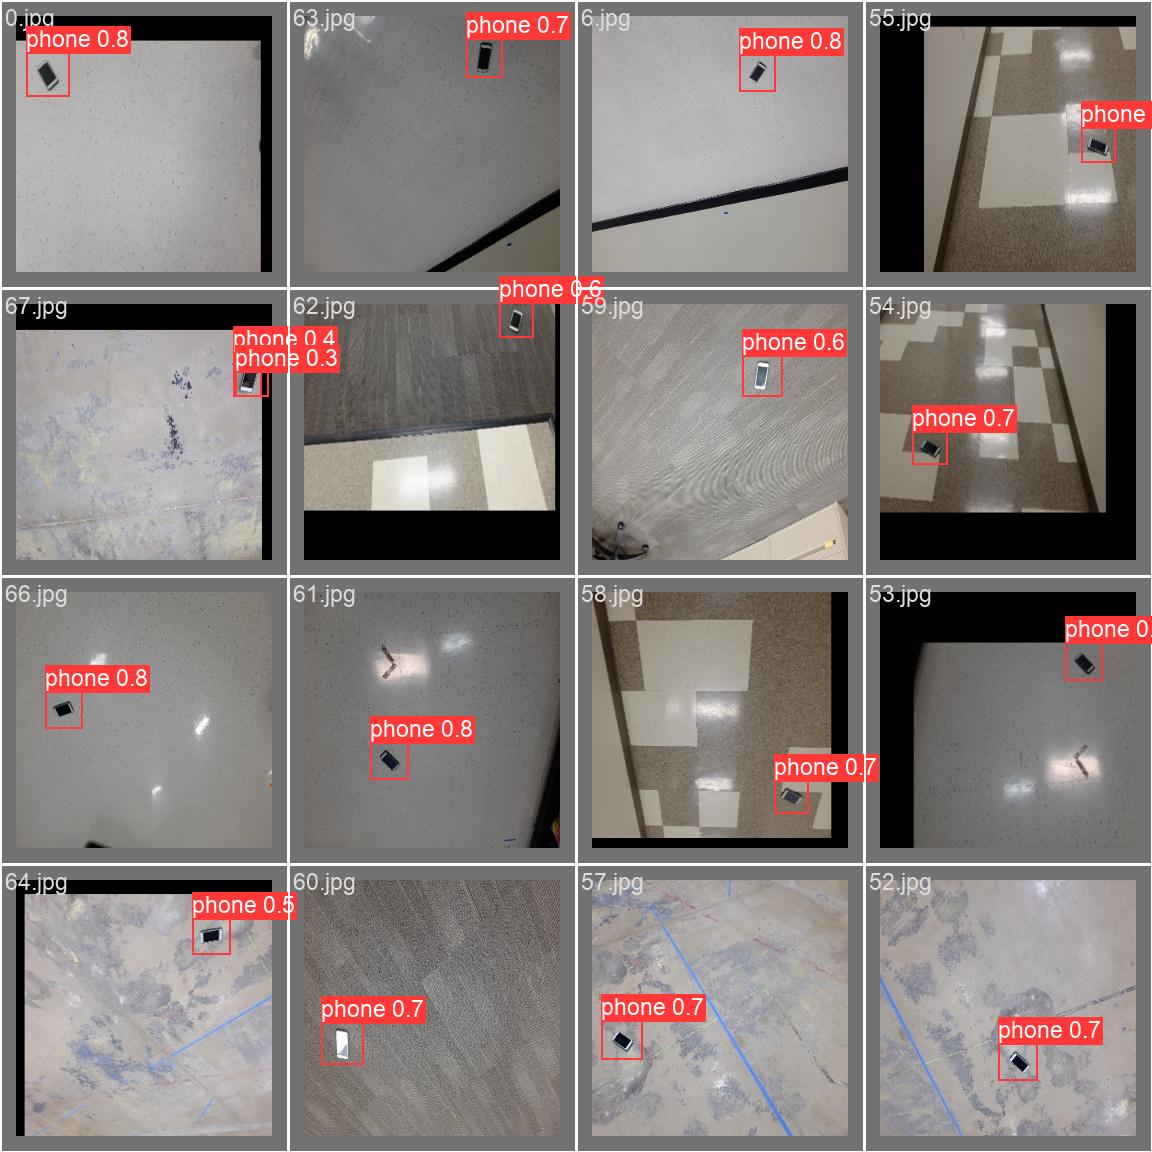 0.jpg
phone 0.8
63.jpg
phone 0.7
6.jpg
phone 0.8
55.jpg
phone
67.jpg
phone 0.4
phone 0.3
62.jpg
phone 0.6
59.jpg
phone 0.6
54.jpg
phone 0.7
66.jpg
phone 0.8
61.jpg
phone 0.8
58.jpg
phone 0.7
53.jpg
phone 0.
64.jpg
phone 0.5
60.jpg
phone 0.7
57.jpg
phone 0.7
52.jpg
phone 0.7